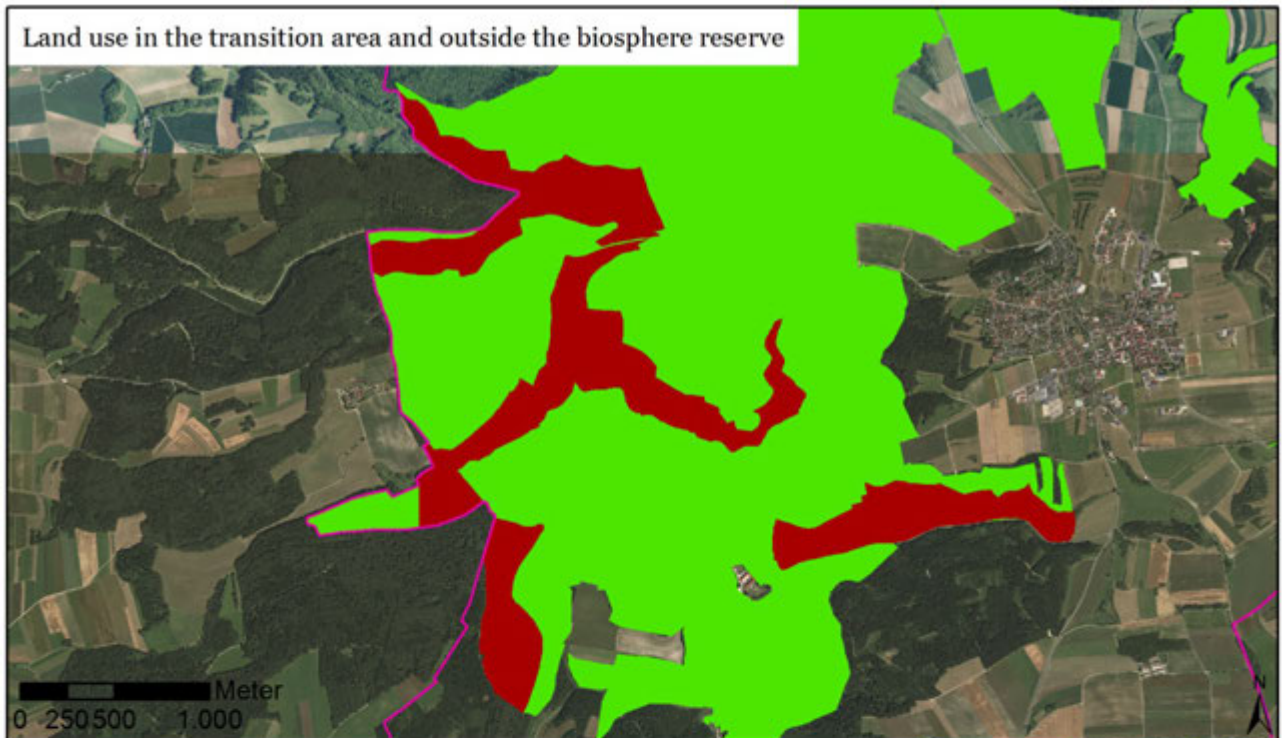 Land use in the transition area and outside the biosphere reserve
Meter
0 250 500 1.000
N